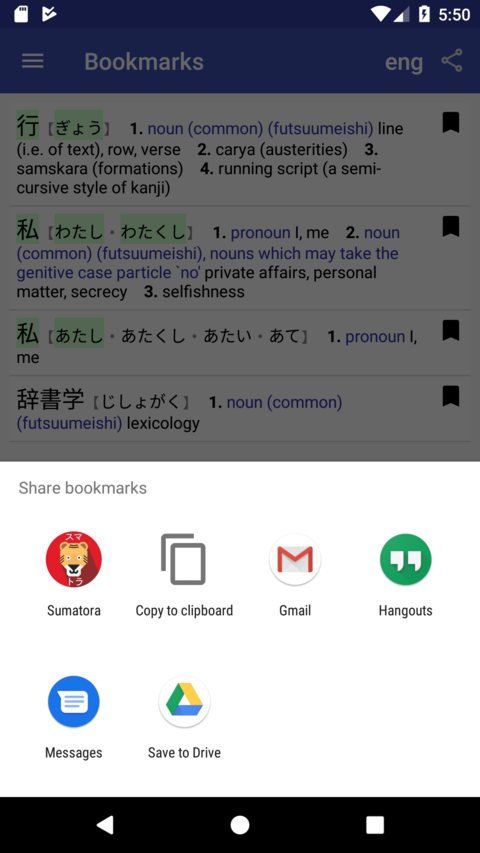 5:50
Bookmarks eng
行【ぎょう】 1. noun (common) (futsuumeishi) line
(i.e. of text), row, verse 2. carya (austerities) 3.
samskara (formations) 4. running script (a semi-
cursive style of kanji)
私【わたし・わたくし】 1. pronoun I, me 2. noun
(common) (futsuumeishi), nouns which may take the
genitive case particle `no' private affairs, personal
matter, secrecy 3. selfishness
私【あたし・あたくし・あたい・あて】 1. pronoun I,
me
辞書学【じしょがく】 1. noun (common)
(futsuumeishi) lexicology
Share bookmarks
スマ
トラ
Sumatora Copy to clipboard Gmail Hangouts
Messages Save to Drive